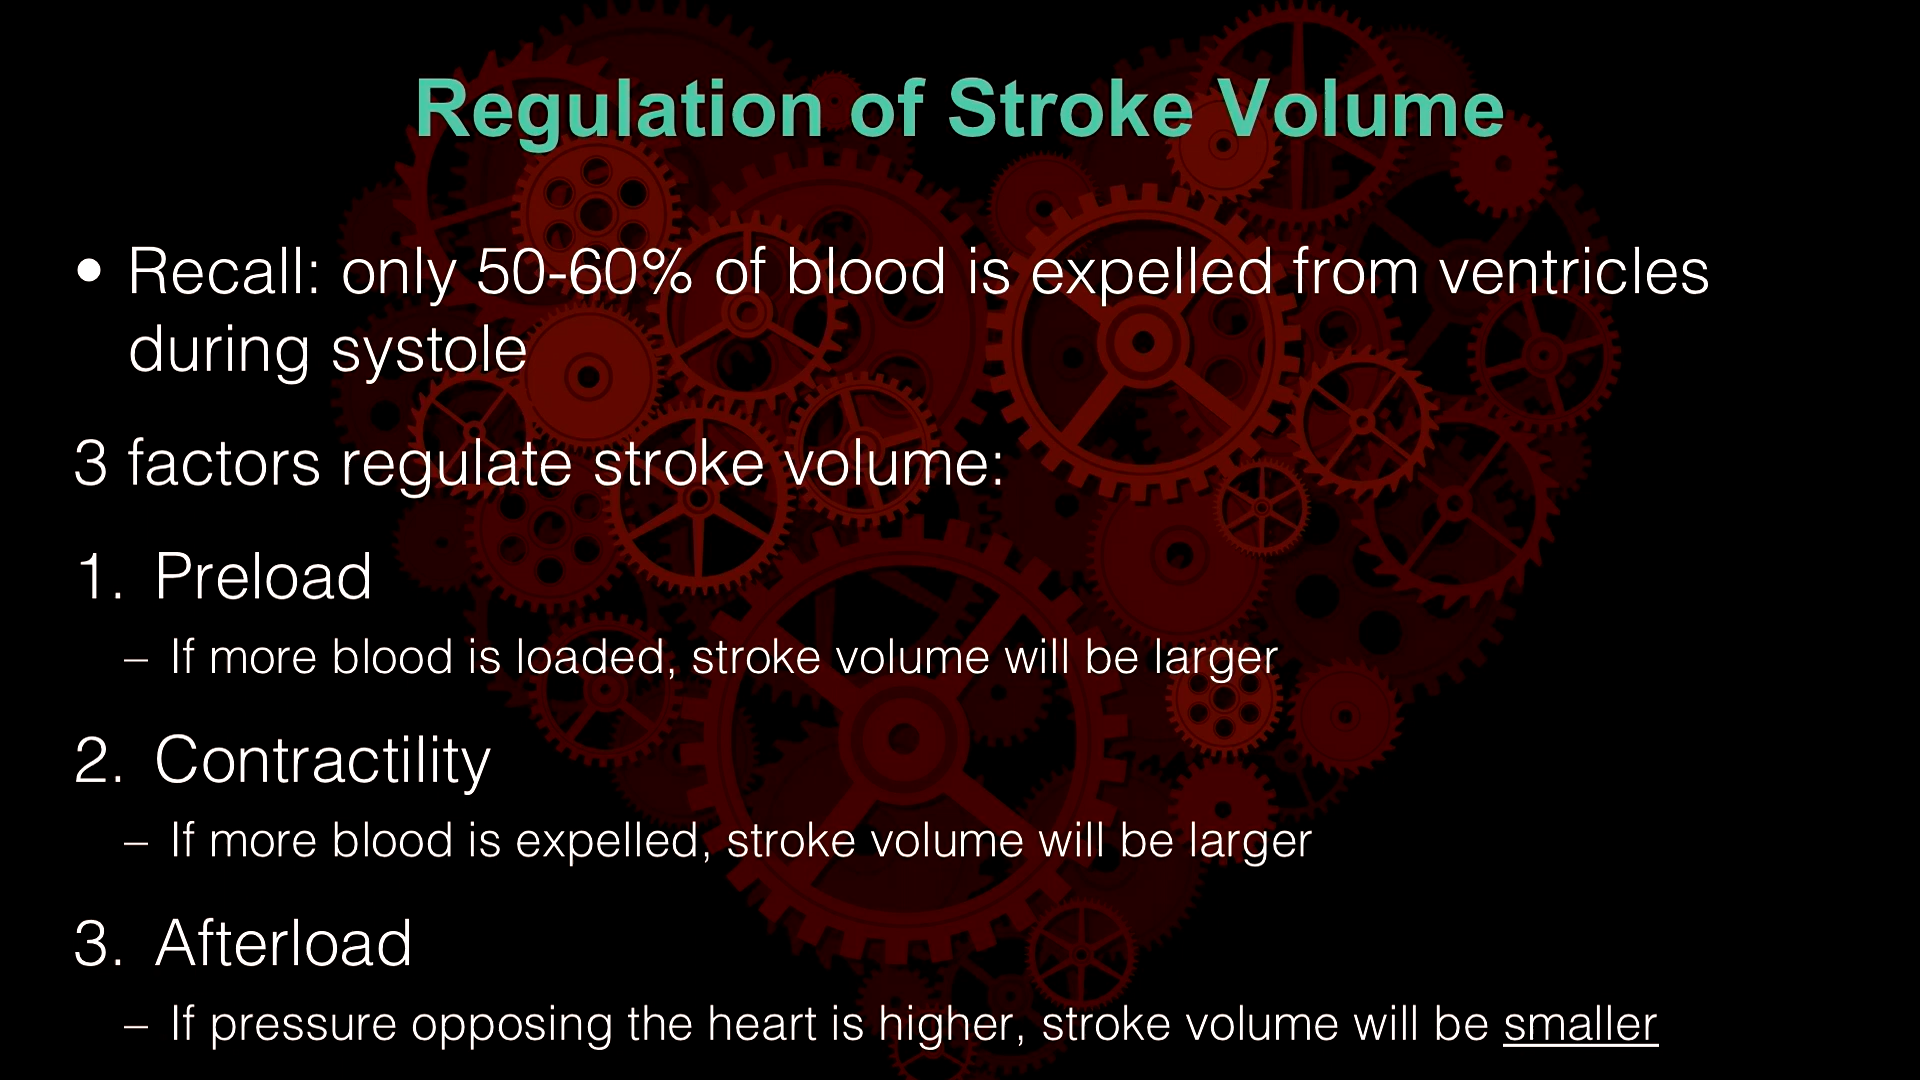 Regulation of Stroke Volume
• Recall: only 50-60% of blood is expelled from ventricles
during systole
3 factors regulate stroke volume:
1. Preload
– If more blood is loaded, stroke volume will be larger
2. Contractility
– If more blood is expelled, stroke volume will be larger
3. Afterload
– If pressure opposing the heart is higher, stroke volume will be smaller